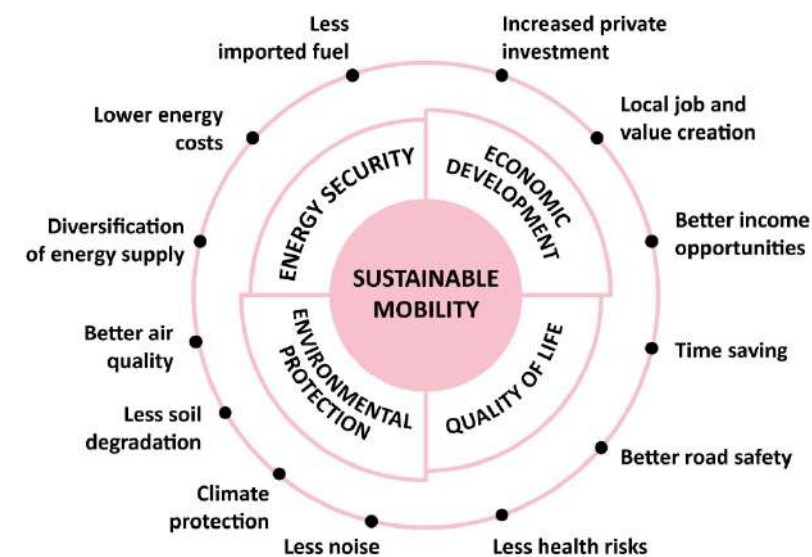 Less
imported fuel
Increased private
investment
Lower energy
costs
Local job and
value creation
ENERGY SECURITY
ECONOMIC
DEVELOPMENT
Diversification
of energy supply
Better income
opportunities
SUSTAINABLE
MOBILITY
Better air
quality
Time saving
ENVIRONMENTAL
PROTECTION
QUALITY OF LIFE
Less soil
degradation
Better road safety
Climate
protection
Less noise
Less health risks